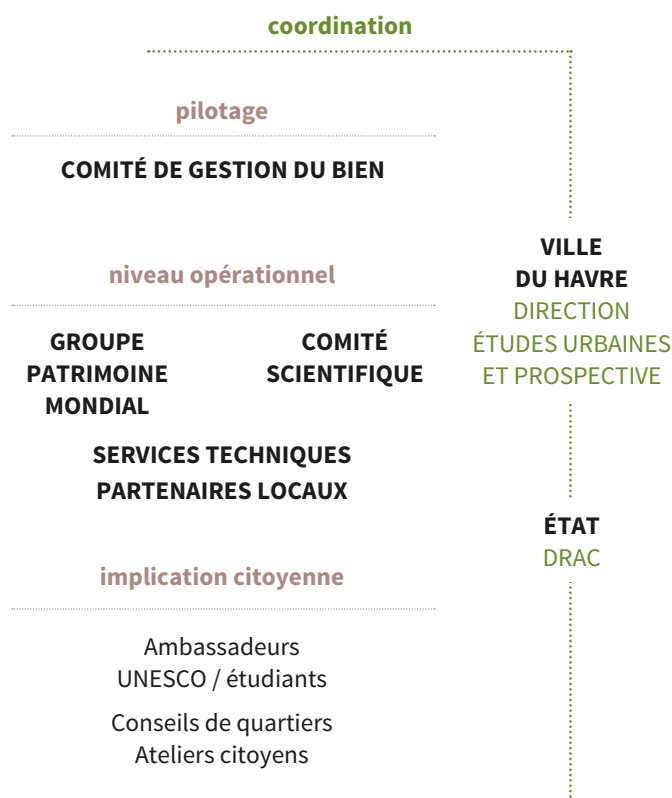 coordination
pilotage
COMITÉ DE GESTION DU BIEN
niveau opérationnel
GROUPE
PATRIMOINE
MONDIAL
COMITÉ
SCIENTIFIQUE
SERVICES TECHNIQUES
PARTENAIRES LOCAUX
implication citoyenne
Ambassadeurs
UNESCO / étudiants
Conseils de quartiers
Ateliers citoyens
VILLE
DU HAVRE
DIRECTION
ÉTUDES URBAINES
ET PROSPECTIVE
ÉTAT
DRAC